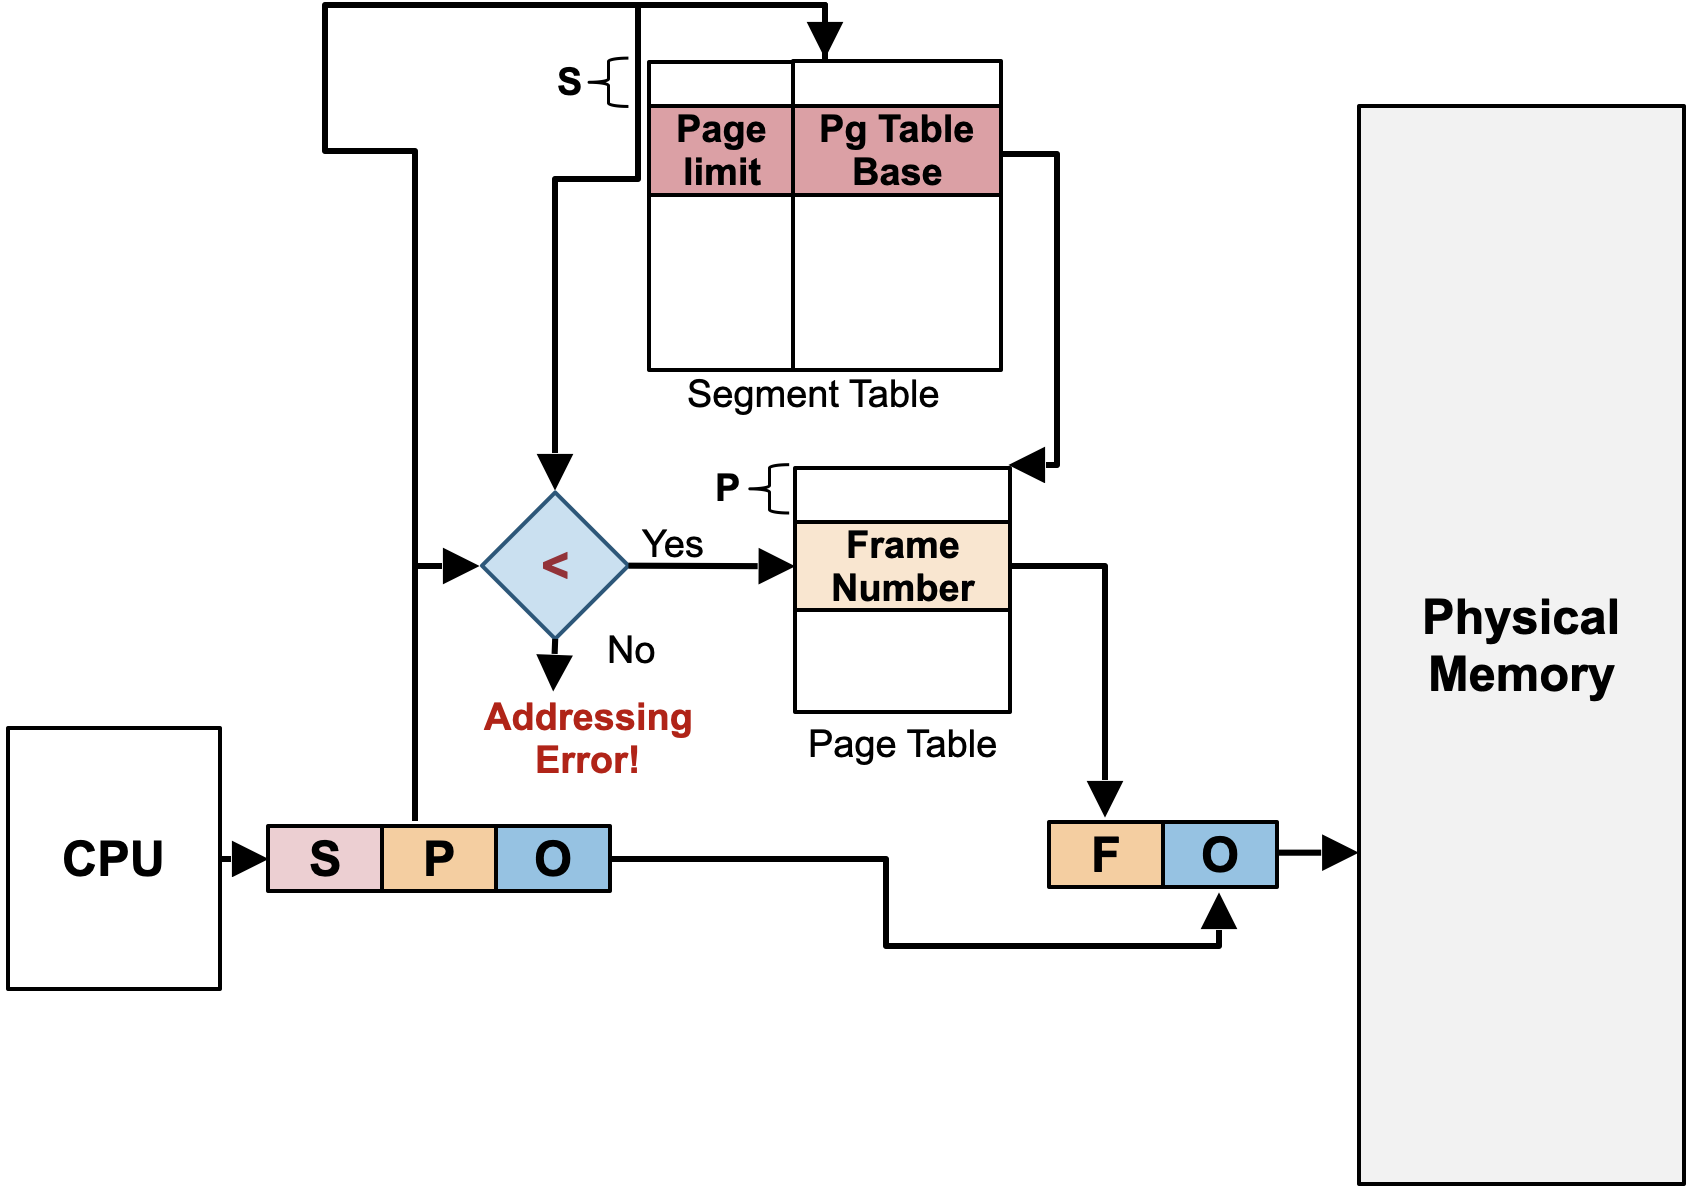 S
Page
limit
Pg Table
Base
Segment Table
P
Frame
Number
Page Table
<
Yes
No
Addressing
Error!
CPU
S P O
F O
Physical
Memory